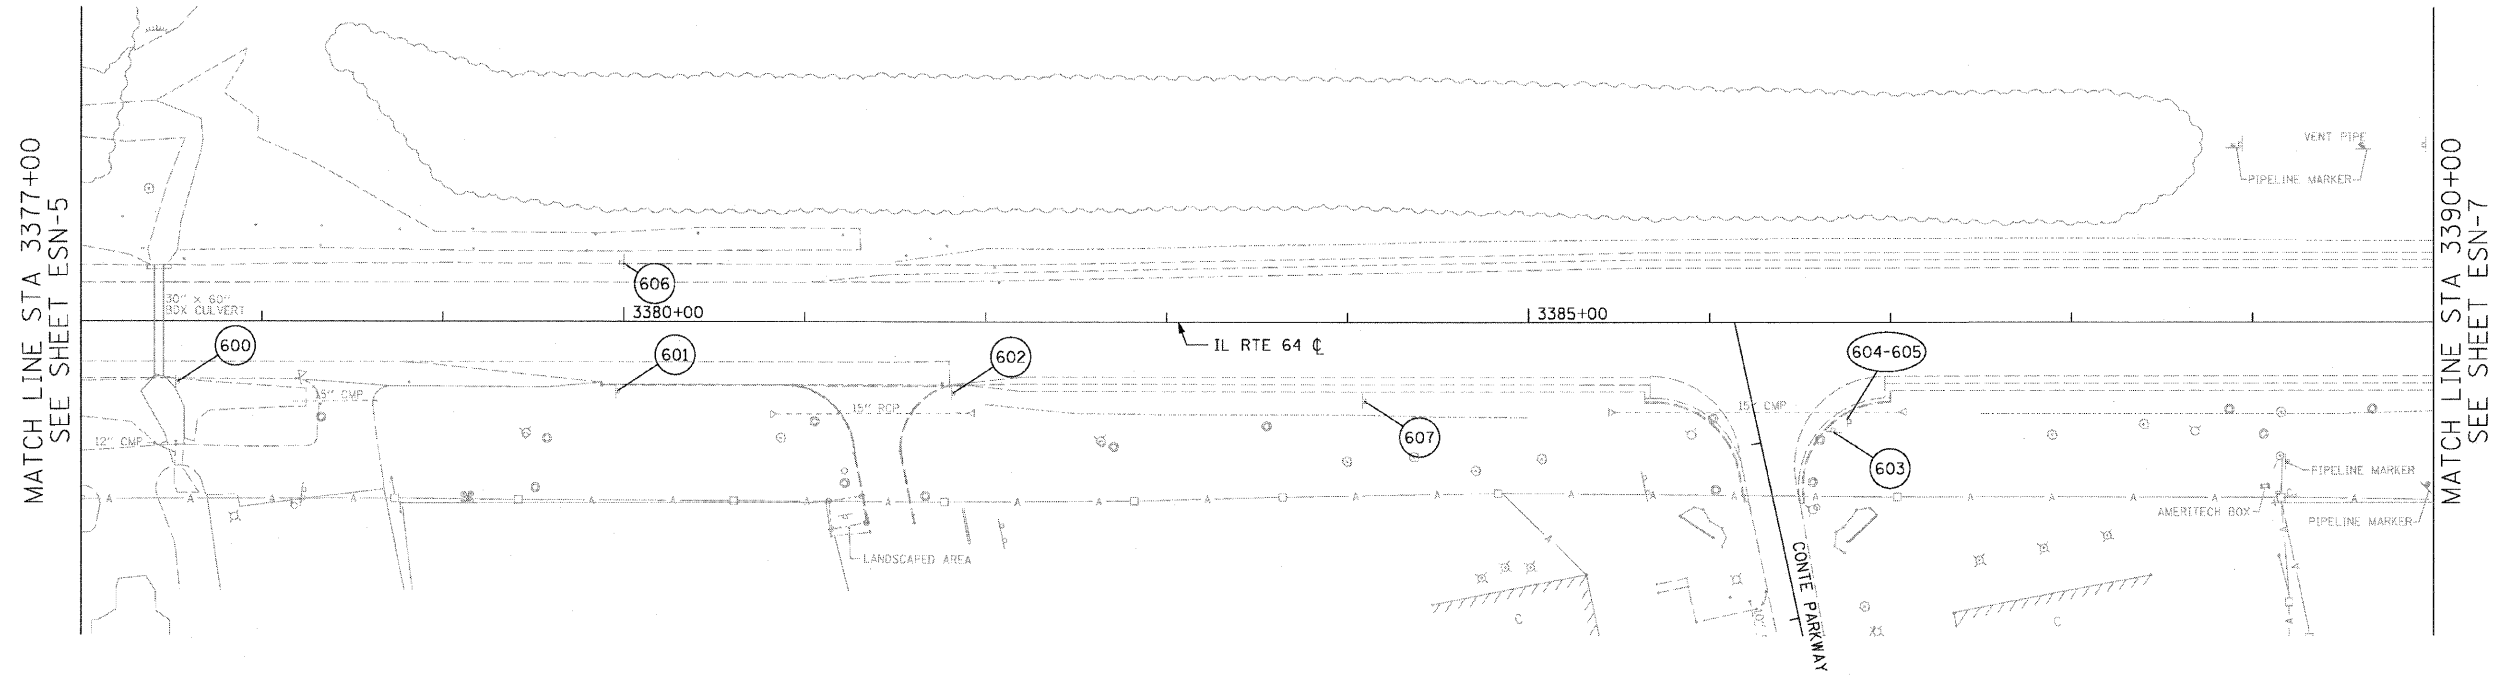 MATCH LINE STA 3377+00
SEE SHEET ESN-5
VENT PIPE
PIPELINE MARKER
606
30" X 60"
BOX CULVERT
3380+00
3385+00
600
601
602
IL RTE 64 ℄
604-605
15" CMP
15" RCP
15" CMP
12" CMP
607
603
PIPELINE MARKER
A A A A A A A A A A A A A A A A A A A
AMERITECH BOX
PIPELINE MARKER
LANDSCAPED AREA
CONTE PARKWAY
C
C
MATCH LINE STA 3390+00
SEE SHEET ESN-7